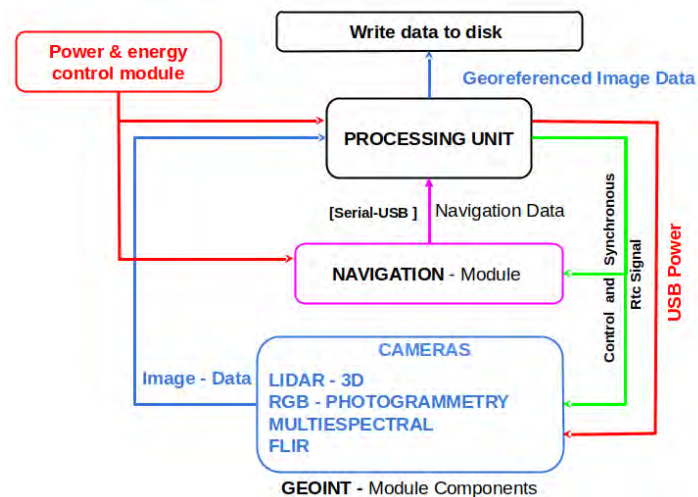 Write data to disk
Power & energy
control module
Georeferenced Image Data
PROCESSING UNIT
[Serial-USB ] Navigation Data
NAVIGATION - Module
Control and Synchronous
Rtc Signal
USB Power
CAMERAS
Image - Data
LIDAR - 3D
RGB - PHOTOGRAMMETRY
MULTIESPECTRAL
FLIR
GEOINT - Module Components